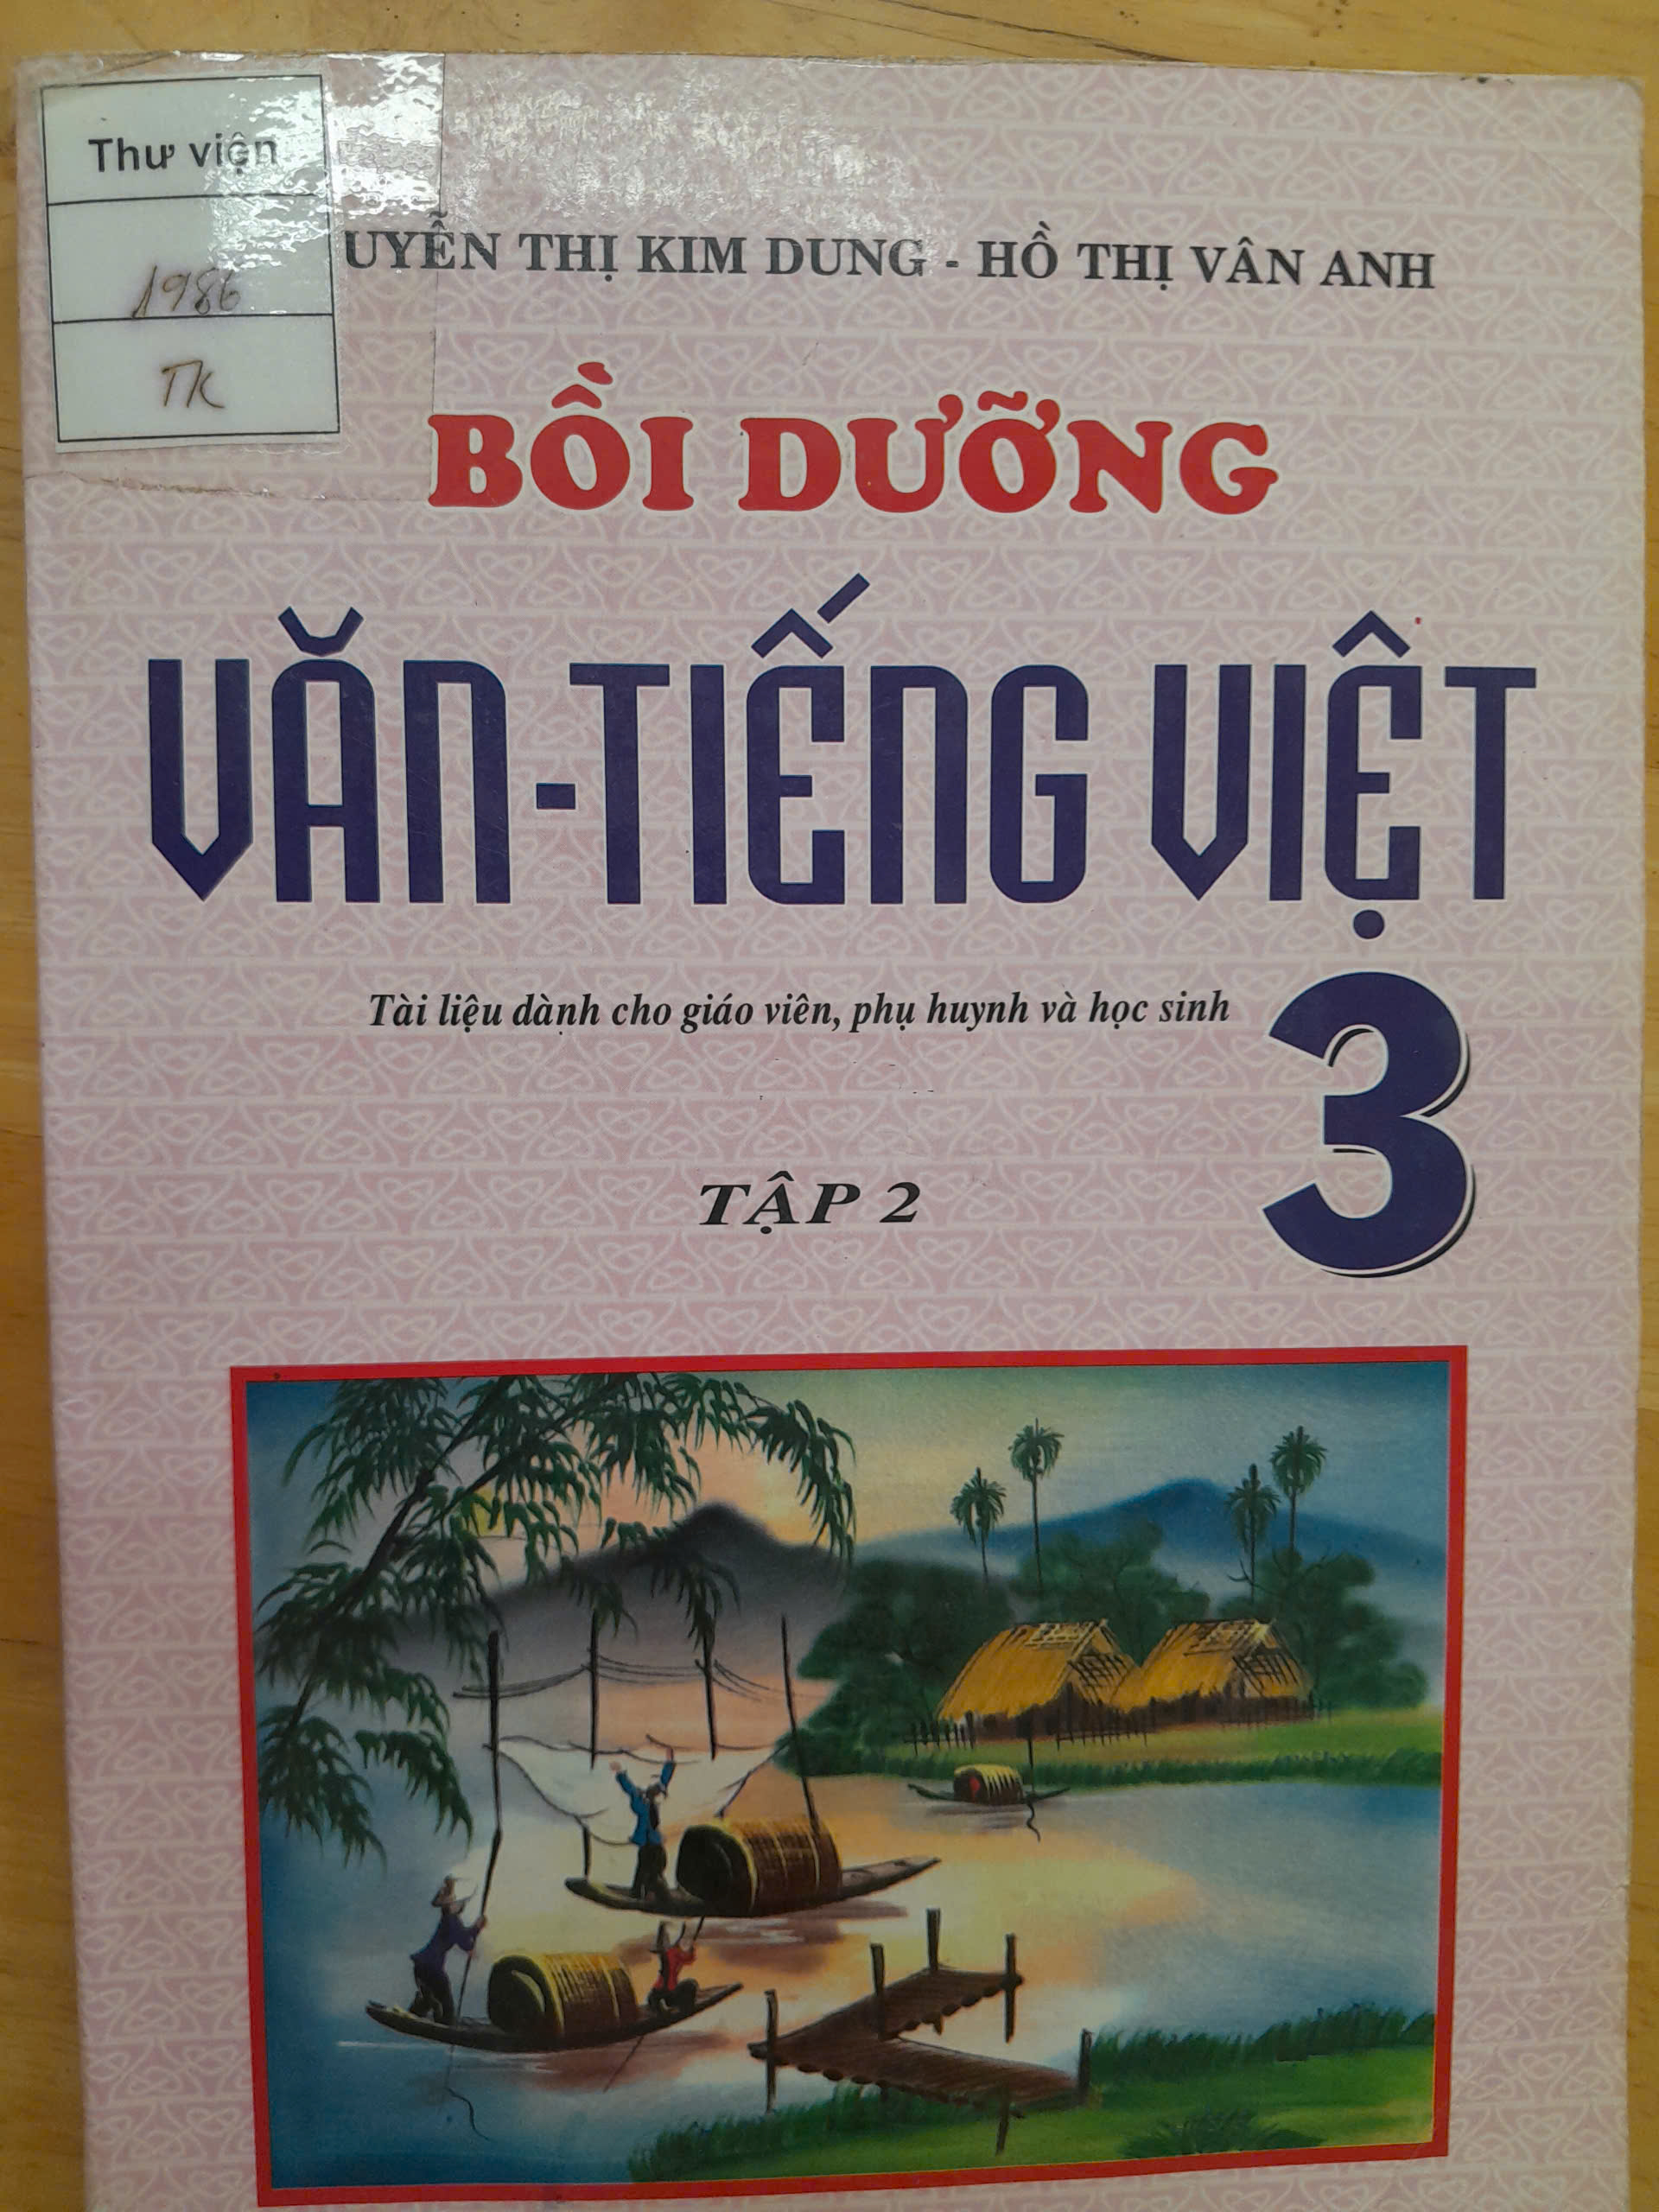 Thư viện
1986
TK
UYỄN THỊ KIM DUNG - HỒ THỊ VÂN ANH
BỒI DƯỠNG
VĂN-TIẾNG VIỆT
Tài liệu dành cho giáo viên, phụ huynh và học sinh
3
TẬP 2